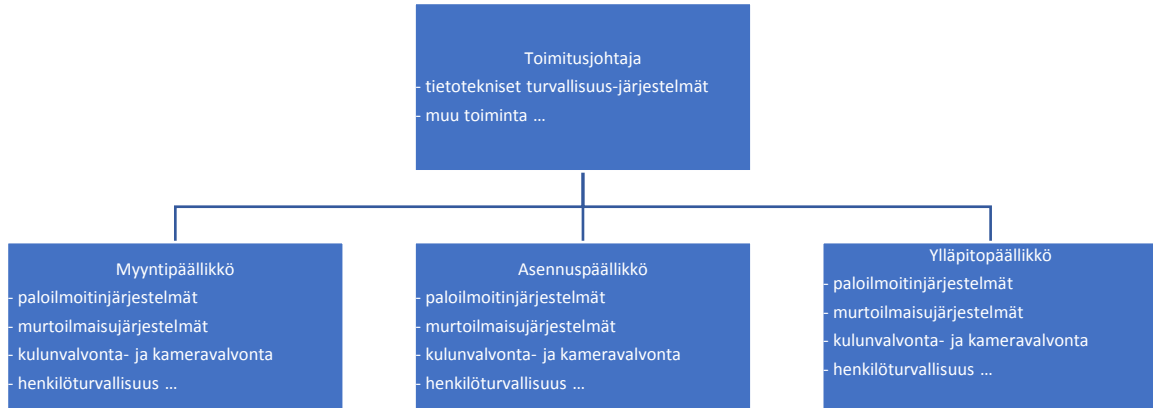 Toimitusjohtaja
- tietotekniset turvallisuus-järjestelmät
- muu toiminta ...
Myyntipäällikkö
- paloilmoitinjärjestelmät
- murtoilmaisujärjestelmät
- kulunvalvonta- ja kameravalvonta
- henkilöturvallisuus ...
Asennuspäällikkö
- paloilmoitinjärjestelmät
- murtoilmaisujärjestelmät
- kulunvalvonta- ja kameravalvonta
- henkilöturvallisuus ...
Ylläpitopäällikkö
- paloilmoitinjärjestelmät
- murtoilmaisujärjestelmät
- kulunvalvonta- ja kameravalvonta
- henkilöturvallisuus ...